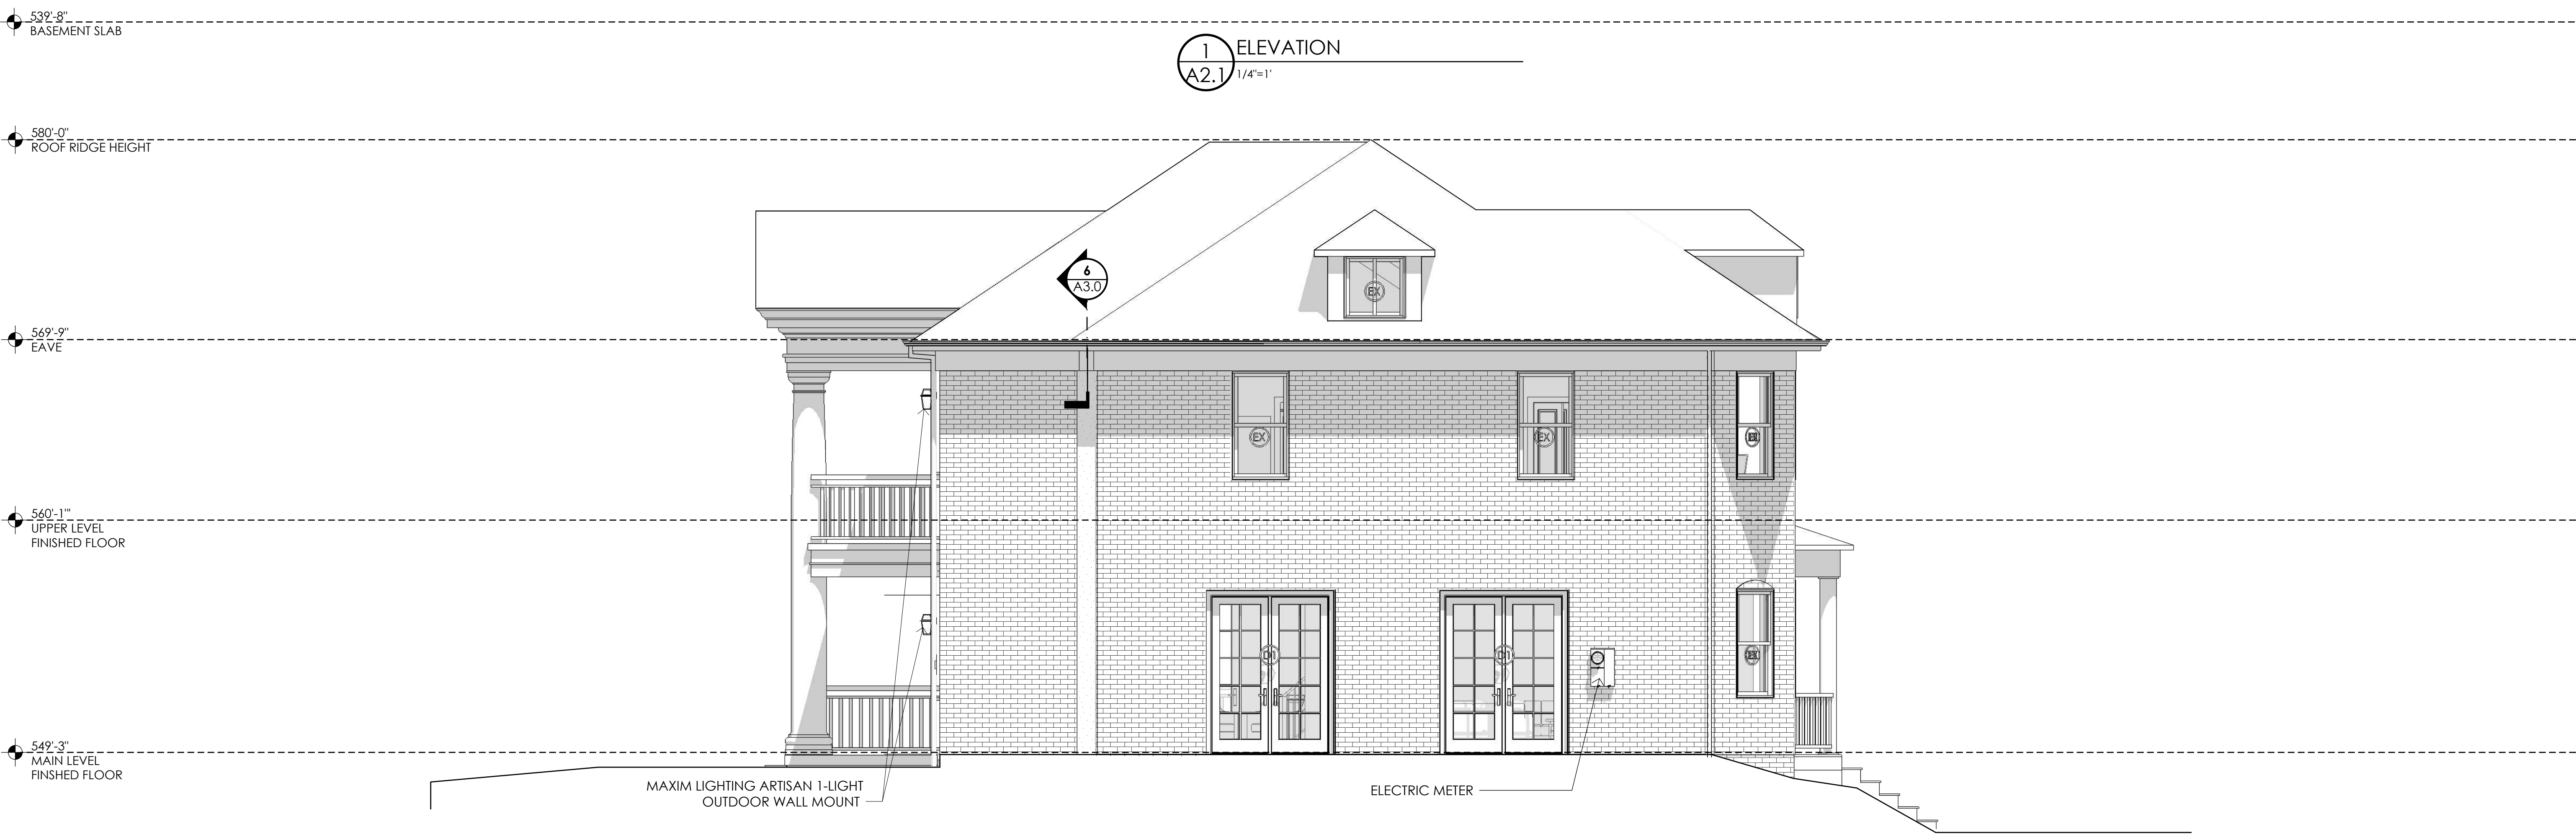 539'-8"
BASEMENT SLAB
1
ELEVATION
A2.1
1/4"=1'
580'-0"
ROOF RIDGE HEIGHT
6
A3.0
EX
569'-9"
EAVE
EX
EX
560'-1'"
UPPER LEVEL
FINISHED FLOOR
549'-3"
MAIN LEVEL
FINSHED FLOOR
MAXIM LIGHTING ARTISAN 1-LIGHT
OUTDOOR WALL MOUNT
ELECTRIC METER